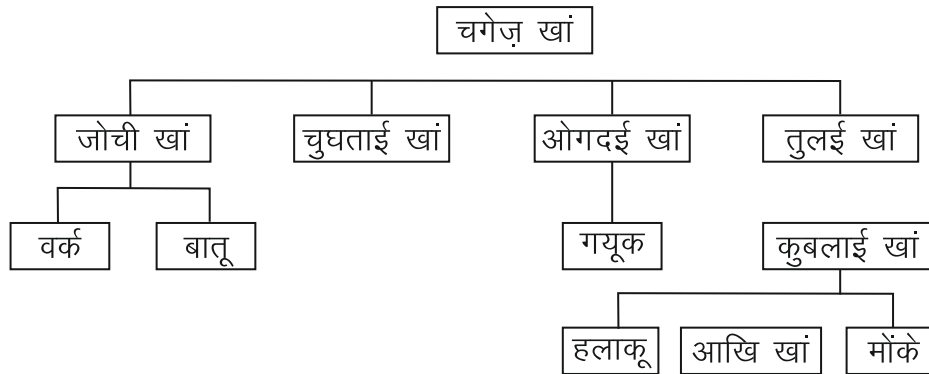 चगेज़ खां
जोची खां चुघताई खां ओगदई खां तुलई खां
वर्क बातू गयूक कुबलाई खां
हलाकू आखि खां मोंके